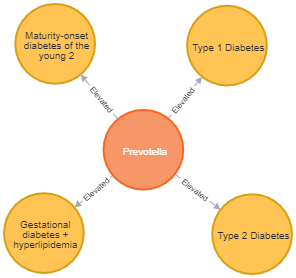 Maturity-onset
diabetes of the
young 2
Type 1 Diabetes
Elevated
Elevated
Prevotella
Elevated
Elevated
Gestational
diabetes +
hyperlipidemia
Type 2 Diabetes